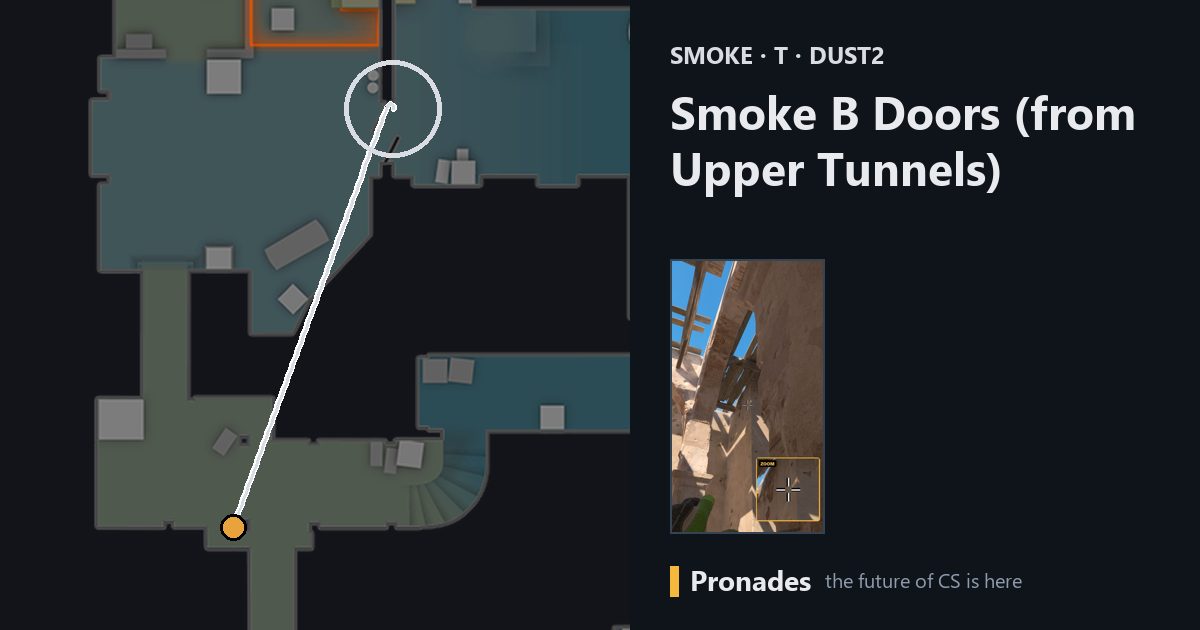 SMOKE · T · DUST2
Smoke B Doors (from
Upper Tunnels)
ZOOM
Pronades the future of CS is here